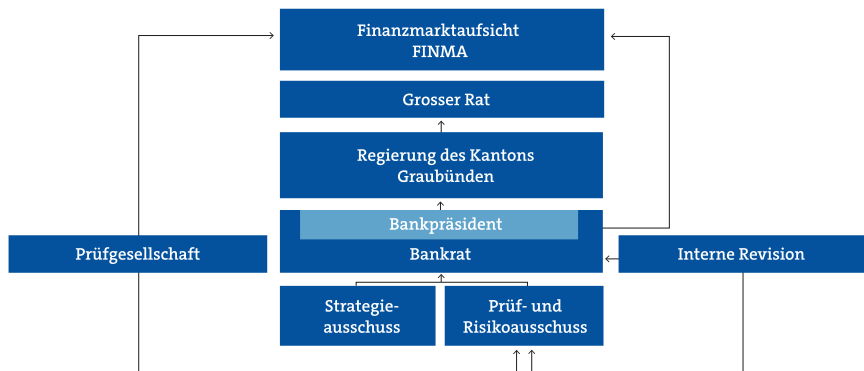 Finanzmarktaufsicht
FINMA
Grosser Rat
Regierung des Kantons
Graubünden
Bankpräsident
Bankrat
Prüfgesellschaft
Interne Revision
Strategie-
ausschuss
Prüf- und
Risikoausschuss